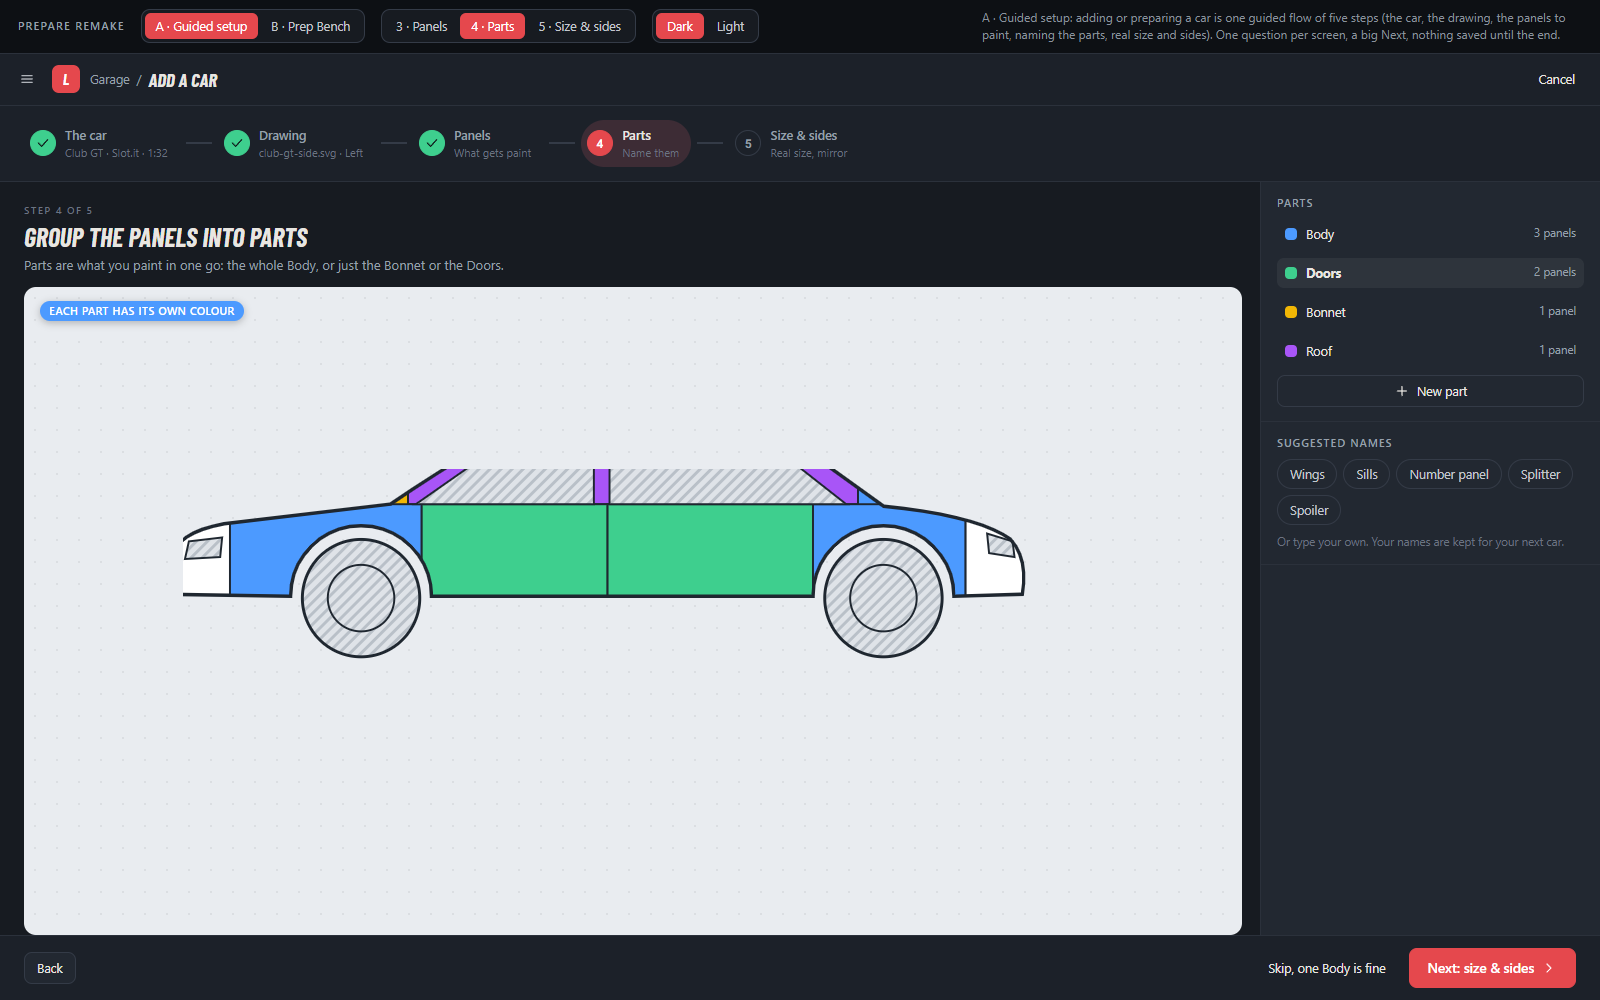 PREPARE REMAKE
A · Guided setup
B · Prep Bench
3 · Panels
4 · Parts
5 · Size & sides
Dark
Light
A · Guided setup: adding or preparing a car is one guided flow of five steps (the car, the drawing, the panels to
paint, naming the parts, real size and sides). One question per screen, a big Next, nothing saved until the end.
L
Garage / ADD A CAR
Cancel
The car
Club GT · Slot.it · 1:32
Drawing
club-gt-side.svg · Left
Panels
What gets paint
4
Parts
Name them
5
Size & sides
Real size, mirror
STEP 4 OF 5
GROUP THE PANELS INTO PARTS
Parts are what you paint in one go: the whole Body, or just the Bonnet or the Doors.
EACH PART HAS ITS OWN COLOUR
PARTS
Body 3 panels
Doors 2 panels
Bonnet 1 panel
Roof 1 panel
+ New part
SUGGESTED NAMES
Wings
Sills
Number panel
Splitter
Spoiler
Or type your own. Your names are kept for your next car.
Back
Skip, one Body is fine
Next: size & sides